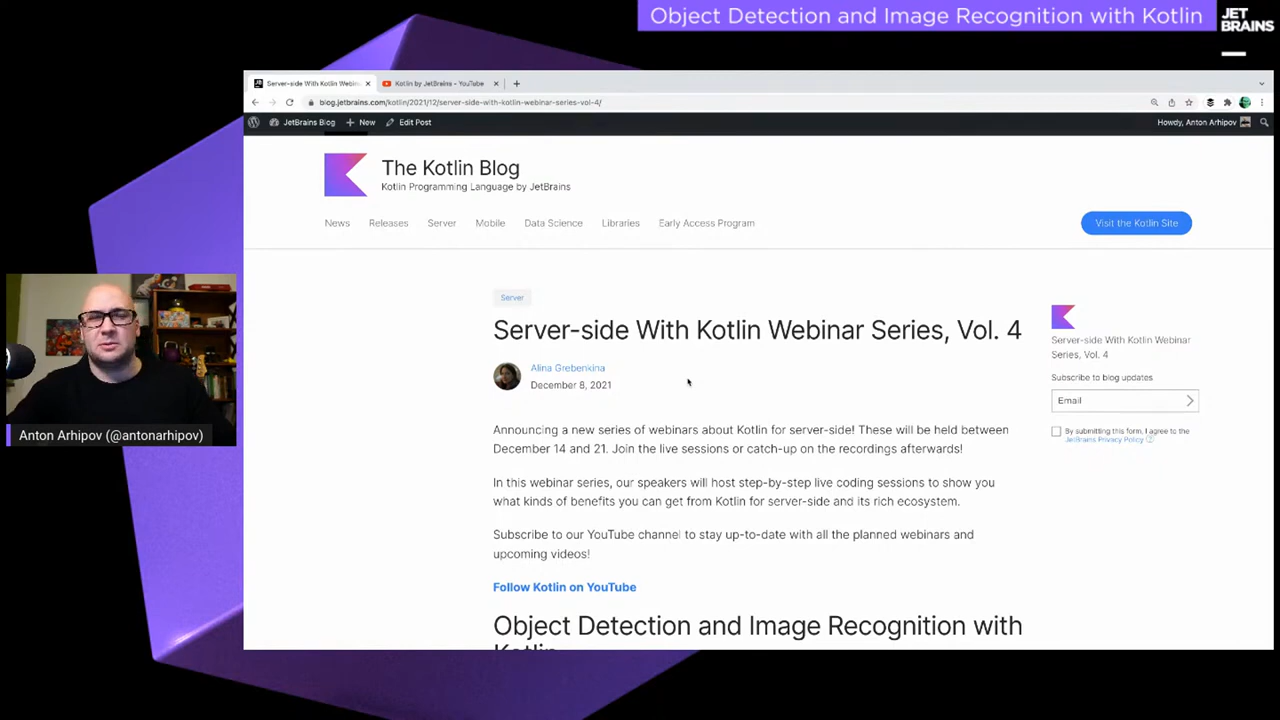 Object Detection and Image Recognition with Kotlin
JET
BRAINS
Server-side With Kotlin Webin
Kotlin by JetBrains - YouTube
blog.jetbrains.com/kotlin/2021/12/server-side-with-kotlin-webinar-series-vol-4/
JetBrains Blog
New
Edit Post
Howdy, Anton Arhipov
The Kotlin Blog
Kotlin Programming Language by JetBrains
News
Releases
Server
Mobile
Data Science
Libraries
Early Access Program
Visit the Kotlin Site
Server
Server-side With Kotlin Webinar Series, Vol. 4
Alina Grebenkina
December 8, 2021
Announcing a new series of webinars about Kotlin for server-side! These will be held between
December 14 and 21. Join the live sessions or catch-up on the recordings afterwards!
In this webinar series, our speakers will host step-by-step live coding sessions to show you
what kinds of benefits you can get from Kotlin for server-side and its rich ecosystem.
Subscribe to our YouTube channel to stay up-to-date with all the planned webinars and
upcoming videos!
Follow Kotlin on YouTube
Object Detection and Image Recognition with
Kotlin
Server-side With Kotlin Webinar
Series, Vol. 4
Subscribe to blog updates
Email
By submitting this form, I agree to the
JetBrains Privacy Policy
Anton Arhipov (@antonarhipov)